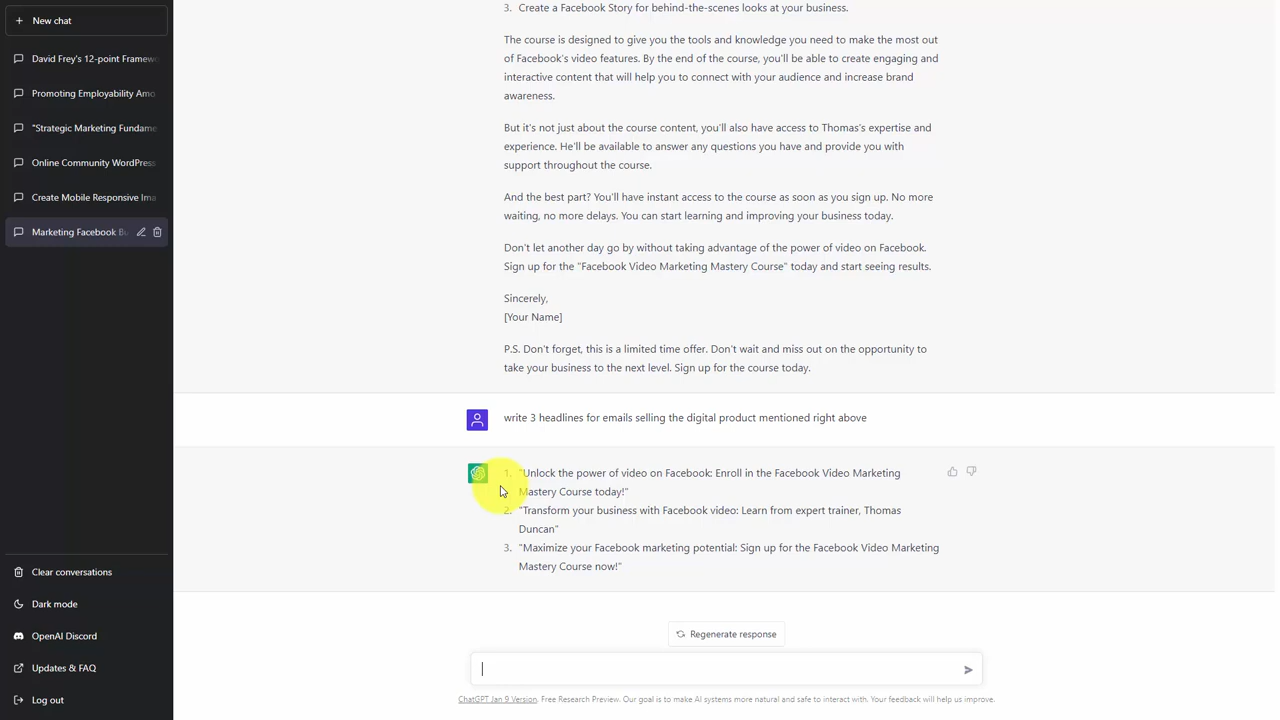 New chat
David Frey's 12-point Framewo
Promoting Employability Amo
"Strategic Marketing Fundame
Online Community WordPress
Create Mobile Responsive Ima
Marketing Facebook Bu
Clear conversations
Dark mode
OpenAI Discord
Updates & FAQ
Log out
3. Create a Facebook Story for behind-the-scenes looks at your business.
The course is designed to give you the tools and knowledge you need to make the most out
of Facebook's video features. By the end of the course, you'll be able to create engaging and
interactive content that will help you to connect with your audience and increase brand
awareness.
But it's not just about the course content, you'll also have access to Thomas's expertise and
experience. He'll be available to answer any questions you have and provide you with
support throughout the course.
And the best part? You'll have instant access to the course as soon as you sign up. No more
waiting, no more delays. You can start learning and improving your business today.
Don't let another day go by without taking advantage of the power of video on Facebook.
Sign up for the "Facebook Video Marketing Mastery Course" today and start seeing results.
Sincerely,
[Your Name]
P.S. Don't forget, this is a limited time offer. Don't wait and miss out on the opportunity to
take your business to the next level. Sign up for the course today.
write 3 headlines for emails selling the digital product mentioned right above
1. "Unlock the power of video on Facebook: Enroll in the Facebook Video Marketing
Mastery Course today!"
2. "Transform your business with Facebook video: Learn from expert trainer, Thomas
Duncan"
3. "Maximize your Facebook marketing potential: Sign up for the Facebook Video Marketing
Mastery Course now!"
Regenerate response
ChatGPT Jan 9 Version. Free Research Preview. Our goal is to make AI systems more natural and safe to interact with. Your feedback will help us improve.